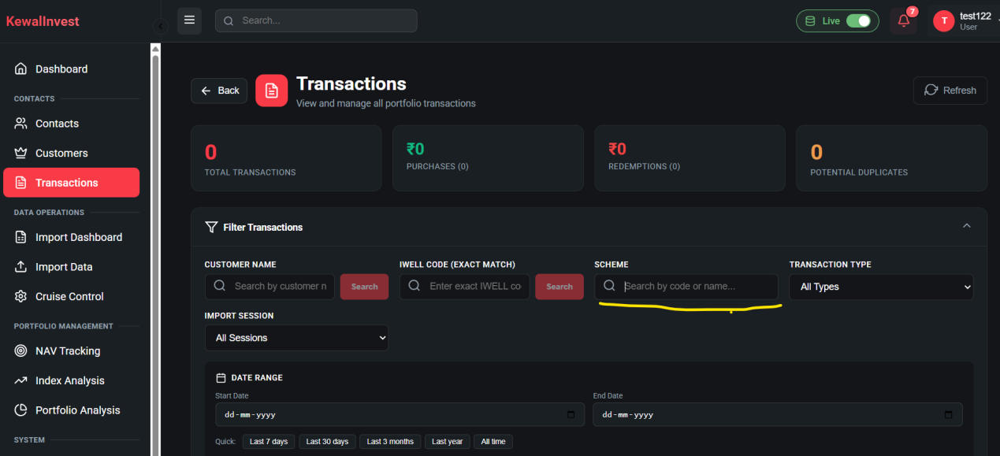 KewalInvest
Search...
Live
7
T
test122
User
Dashboard
CONTACTS
Contacts
Customers
Transactions
DATA OPERATIONS
Import Dashboard
Import Data
Cruise Control
PORTFOLIO MANAGEMENT
NAV Tracking
Index Analysis
Portfolio Analysis
SYSTEM
Back
Transactions
View and manage all portfolio transactions
Refresh
0
TOTAL TRANSACTIONS
₹0
PURCHASES (0)
₹0
REDEMPTIONS (0)
0
POTENTIAL DUPLICATES
Filter Transactions
CUSTOMER NAME
Search by customer n
Search
IWELL CODE (EXACT MATCH)
Enter exact IWELL co
Search
SCHEME
Search by code or name...
TRANSACTION TYPE
All Types
IMPORT SESSION
All Sessions
DATE RANGE
Start Date
dd-mm-yyyy
End Date
dd-mm-yyyy
Quick: Last 7 days Last 30 days Last 3 months Last year All time